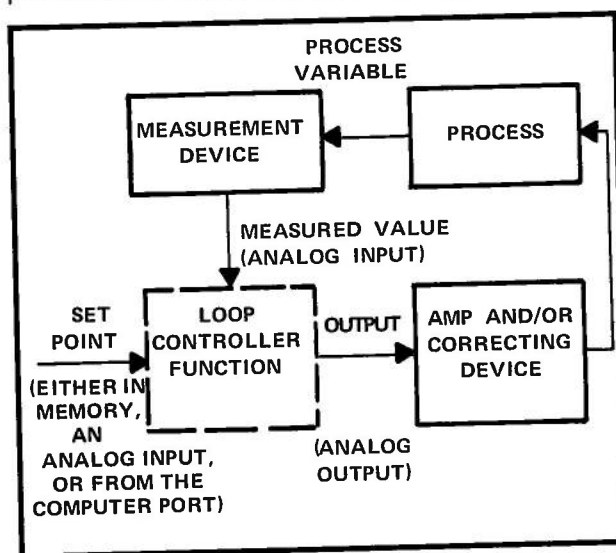 PROCESS
VARIABLE
MEASUREMENT
DEVICE
PROCESS
MEASURED VALUE
(ANALOG INPUT)
SET
POINT
(EITHER IN
MEMORY,
AN
ANALOG INPUT,
OR FROM THE
COMPUTER PORT)
LOOP
CONTROLLER
FUNCTION
OUTPUT
(ANALOG
OUTPUT)
AMP AND/OR
CORRECTING
DEVICE